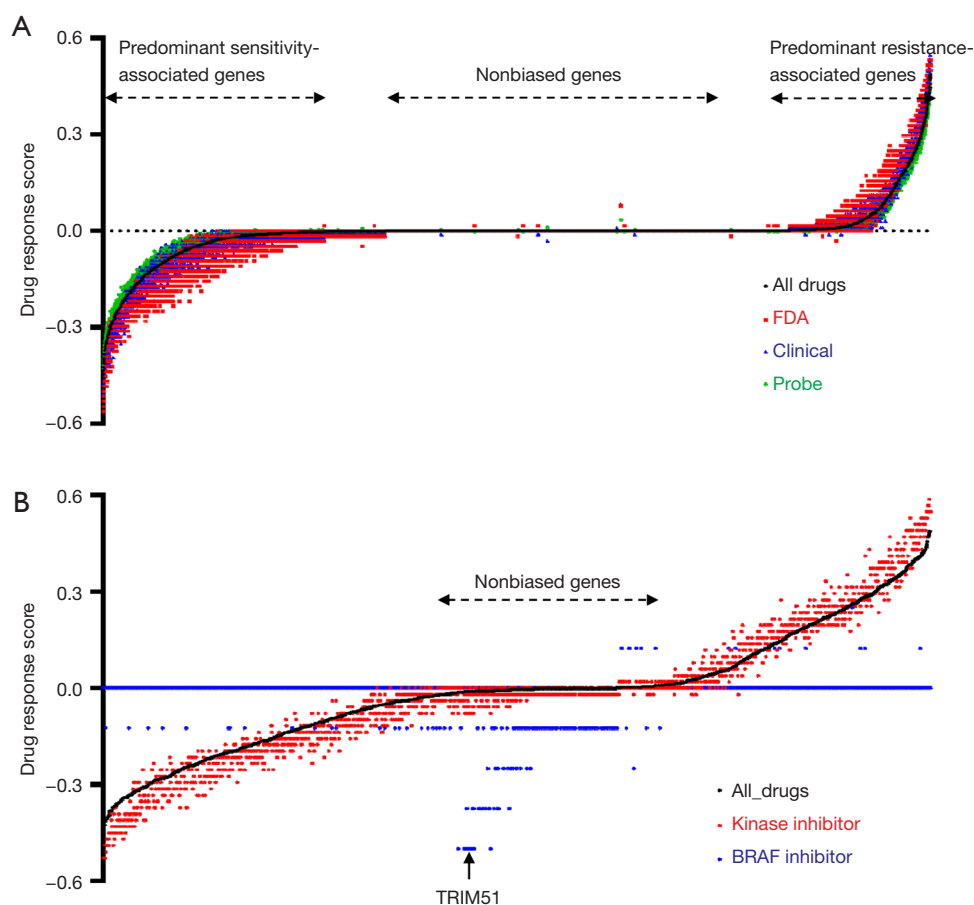 A
0.6
0.3
0.0
−0.3
−0.6
Drug response score
Predominant sensitivity-
associated genes
Nonbiased genes
Predominant resistance-
associated genes
All drugs
FDA
Clinical
Probe
B
0.6
0.3
0.0
−0.3
−0.6
Drug response score
Nonbiased genes
All_drugs
Kinase inhibitor
BRAF inhibitor
TRIM51